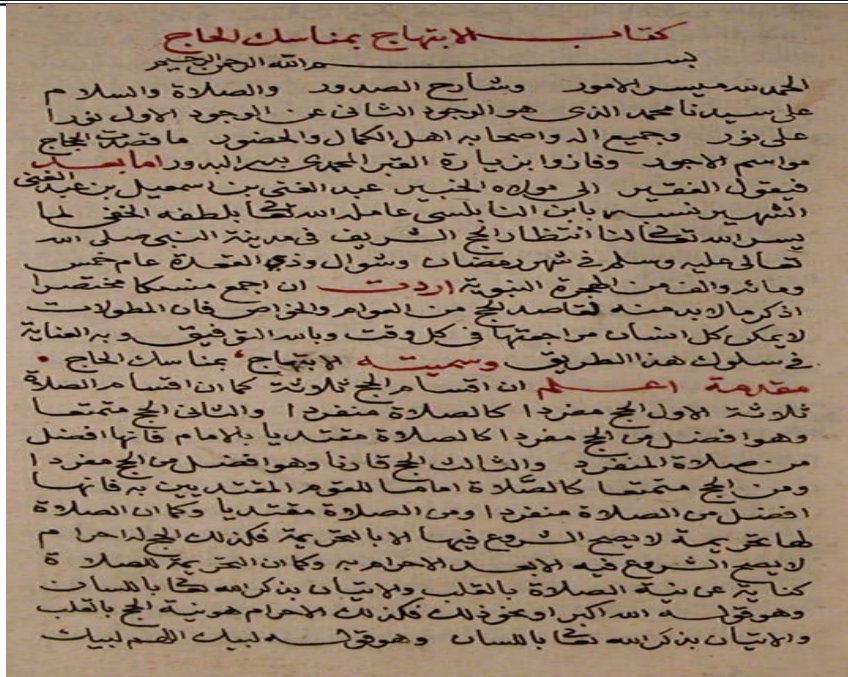 كتاب الابتهاج بمناسك الحاج
بسم الله الرحمن الرحيم
الحمد لله ميسر الامور وشارح الصدور والصلاة والسلام
على سيدنا محمد الذى هو الوجود الثانى عن الوجود الاول نورا
على نور وجميع اله واصحابه اهل الكمال والحضور ما قصدت الحجاج
مواسم الاجور وفازوا بزيارة القبر المحمدى بدر البدور اما بعد
فيقول الفقير الى مولاه الخبير عبد الغنى بن اسمعيل بن عبد الغنى
الشهير نسبه بابن النابلسى عامله الله تعا بلطفه الخفى لما
يسر الله تعا لنا انتظار الحج الشريف فى مدينة النبى صلى الله
تعالى عليه وسلم فى شهر رمضان وشوال وذى القعدة عام خمس
ومائة والف من الهجرة النبوية اردت ان اجمع منسكا مختصرا
اذكر ما لا بد منه لقاصد الحج من العوام والخواص فان المطولات
لا يمكن كل انسان مراجعتها فى كل وقت وبالله التوفيق وبه العناية
فى سلوك هذا الطريق وسميته الابتهاج بمناسك الحاج
مقدمة اعلم ان اقسام الحج ثلاثة كما ان اقسام الصلاة
ثلاثة الاول الحج مفردا كالصلاة منفردا والثانى الحج متمتعا
وهو افضل من الحج مفردا كالصلاة مقتديا بالامام فانها افضل
من صلاة المنفرد والثالث الحج قارنا وهو افضل من الحج مفردا
ومن الحج متمتعا كالصلاة اماما للقوم المقتديين به فانها
افضل من الصلاة منفردا ومن الصلاة مقتديا وكما ان الصلاة
لها تحريمة لا يصح الشروع فيها الا بالتحريمة فكذلك الحج له احرام
لا يصح الشروع فيه الا بعد الاحرام به وكما ان التحريمة للصلاة
كناية عن نية الصلاة بالقلب والاتيان بذكر الله تعا باللسان
وهو قوله الله اكبر او نحو ذلك فكذلك الاحرام هو نية الحج بالقلب
والاتيان بذكر الله تعا باللسان وهو قوله لبيك اللهم لبيك